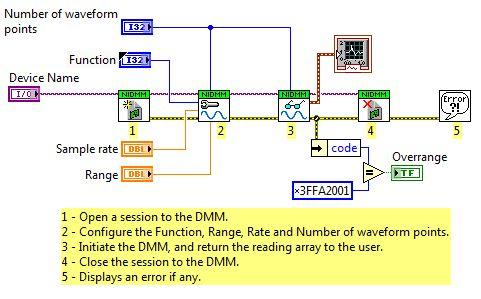 Number of waveform
points
I32
Function
I32
Device Name
I/O
NIDMM
NIDMM
NIDMM
NIDMM
Error
?!
1
2
3
4
5
Sample rate
DBL
code
Overrange
TF
Range
DBL
×3FFA2001
=
1 - Open a session to the DMM.
2 - Configure the Function, Range, Rate and Number of waveform points.
3 - Initiate the DMM, and return the reading array to the user.
4 - Close the session to the DMM.
5 - Displays an error if any.